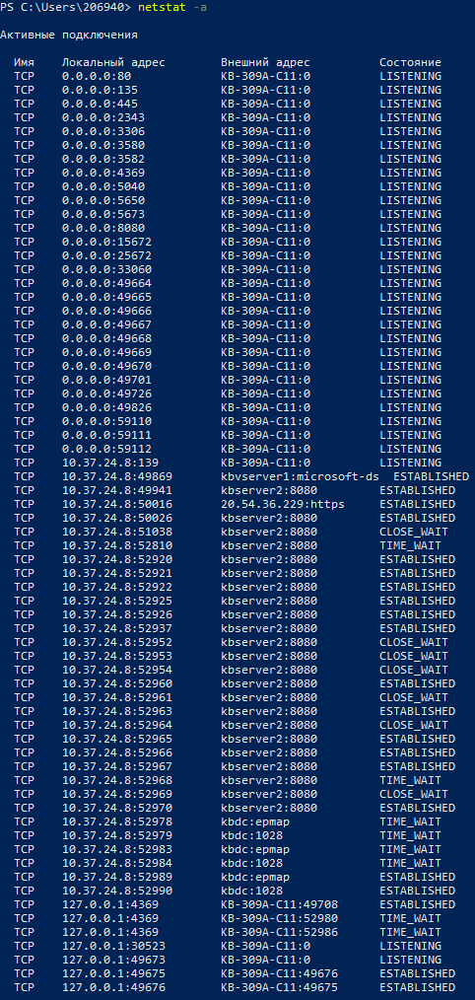 PS C:\Users\206940> netstat -a
Активные подключения
Имя Локальный адрес Внешний адрес Состояние
TCP 0.0.0.0:80 KB-309A-C11:0 LISTENING
TCP 0.0.0.0:135 KB-309A-C11:0 LISTENING
TCP 0.0.0.0:445 KB-309A-C11:0 LISTENING
TCP 0.0.0.0:2343 KB-309A-C11:0 LISTENING
TCP 0.0.0.0:3306 KB-309A-C11:0 LISTENING
TCP 0.0.0.0:3580 KB-309A-C11:0 LISTENING
TCP 0.0.0.0:3582 KB-309A-C11:0 LISTENING
TCP 0.0.0.0:4369 KB-309A-C11:0 LISTENING
TCP 0.0.0.0:5040 KB-309A-C11:0 LISTENING
TCP 0.0.0.0:5650 KB-309A-C11:0 LISTENING
TCP 0.0.0.0:5673 KB-309A-C11:0 LISTENING
TCP 0.0.0.0:8080 KB-309A-C11:0 LISTENING
TCP 0.0.0.0:15672 KB-309A-C11:0 LISTENING
TCP 0.0.0.0:25672 KB-309A-C11:0 LISTENING
TCP 0.0.0.0:33060 KB-309A-C11:0 LISTENING
TCP 0.0.0.0:49664 KB-309A-C11:0 LISTENING
TCP 0.0.0.0:49665 KB-309A-C11:0 LISTENING
TCP 0.0.0.0:49666 KB-309A-C11:0 LISTENING
TCP 0.0.0.0:49667 KB-309A-C11:0 LISTENING
TCP 0.0.0.0:49668 KB-309A-C11:0 LISTENING
TCP 0.0.0.0:49669 KB-309A-C11:0 LISTENING
TCP 0.0.0.0:49670 KB-309A-C11:0 LISTENING
TCP 0.0.0.0:49701 KB-309A-C11:0 LISTENING
TCP 0.0.0.0:49726 KB-309A-C11:0 LISTENING
TCP 0.0.0.0:49826 KB-309A-C11:0 LISTENING
TCP 0.0.0.0:59110 KB-309A-C11:0 LISTENING
TCP 0.0.0.0:59111 KB-309A-C11:0 LISTENING
TCP 0.0.0.0:59112 KB-309A-C11:0 LISTENING
TCP 10.37.24.8:139 KB-309A-C11:0 LISTENING
TCP 10.37.24.8:49869 kbvserver1:microsoft-ds ESTABLISHED
TCP 10.37.24.8:49941 kbserver2:8080 ESTABLISHED
TCP 10.37.24.8:50016 20.54.36.229:https ESTABLISHED
TCP 10.37.24.8:50026 kbserver2:8080 ESTABLISHED
TCP 10.37.24.8:51038 kbserver2:8080 CLOSE_WAIT
TCP 10.37.24.8:52810 kbserver2:8080 TIME_WAIT
TCP 10.37.24.8:52920 kbserver2:8080 ESTABLISHED
TCP 10.37.24.8:52921 kbserver2:8080 ESTABLISHED
TCP 10.37.24.8:52922 kbserver2:8080 ESTABLISHED
TCP 10.37.24.8:52925 kbserver2:8080 ESTABLISHED
TCP 10.37.24.8:52926 kbserver2:8080 ESTABLISHED
TCP 10.37.24.8:52937 kbserver2:8080 ESTABLISHED
TCP 10.37.24.8:52952 kbserver2:8080 CLOSE_WAIT
TCP 10.37.24.8:52953 kbserver2:8080 CLOSE_WAIT
TCP 10.37.24.8:52954 kbserver2:8080 CLOSE_WAIT
TCP 10.37.24.8:52960 kbserver2:8080 ESTABLISHED
TCP 10.37.24.8:52961 kbserver2:8080 CLOSE_WAIT
TCP 10.37.24.8:52963 kbserver2:8080 ESTABLISHED
TCP 10.37.24.8:52964 kbserver2:8080 CLOSE_WAIT
TCP 10.37.24.8:52965 kbserver2:8080 ESTABLISHED
TCP 10.37.24.8:52966 kbserver2:8080 ESTABLISHED
TCP 10.37.24.8:52967 kbserver2:8080 ESTABLISHED
TCP 10.37.24.8:52968 kbserver2:8080 TIME_WAIT
TCP 10.37.24.8:52969 kbserver2:8080 CLOSE_WAIT
TCP 10.37.24.8:52970 kbserver2:8080 ESTABLISHED
TCP 10.37.24.8:52978 kbdc:epmap TIME_WAIT
TCP 10.37.24.8:52979 kbdc:1028 TIME_WAIT
TCP 10.37.24.8:52983 kbdc:epmap TIME_WAIT
TCP 10.37.24.8:52984 kbdc:1028 TIME_WAIT
TCP 10.37.24.8:52989 kbdc:epmap ESTABLISHED
TCP 10.37.24.8:52990 kbdc:1028 ESTABLISHED
TCP 127.0.0.1:4369 KB-309A-C11:49708 ESTABLISHED
TCP 127.0.0.1:4369 KB-309A-C11:52980 TIME_WAIT
TCP 127.0.0.1:4369 KB-309A-C11:52986 TIME_WAIT
TCP 127.0.0.1:30523 KB-309A-C11:0 LISTENING
TCP 127.0.0.1:49673 KB-309A-C11:0 LISTENING
TCP 127.0.0.1:49675 KB-309A-C11:49676 ESTABLISHED
TCP 127.0.0.1:49676 KB-309A-C11:49675 ESTABLISHED